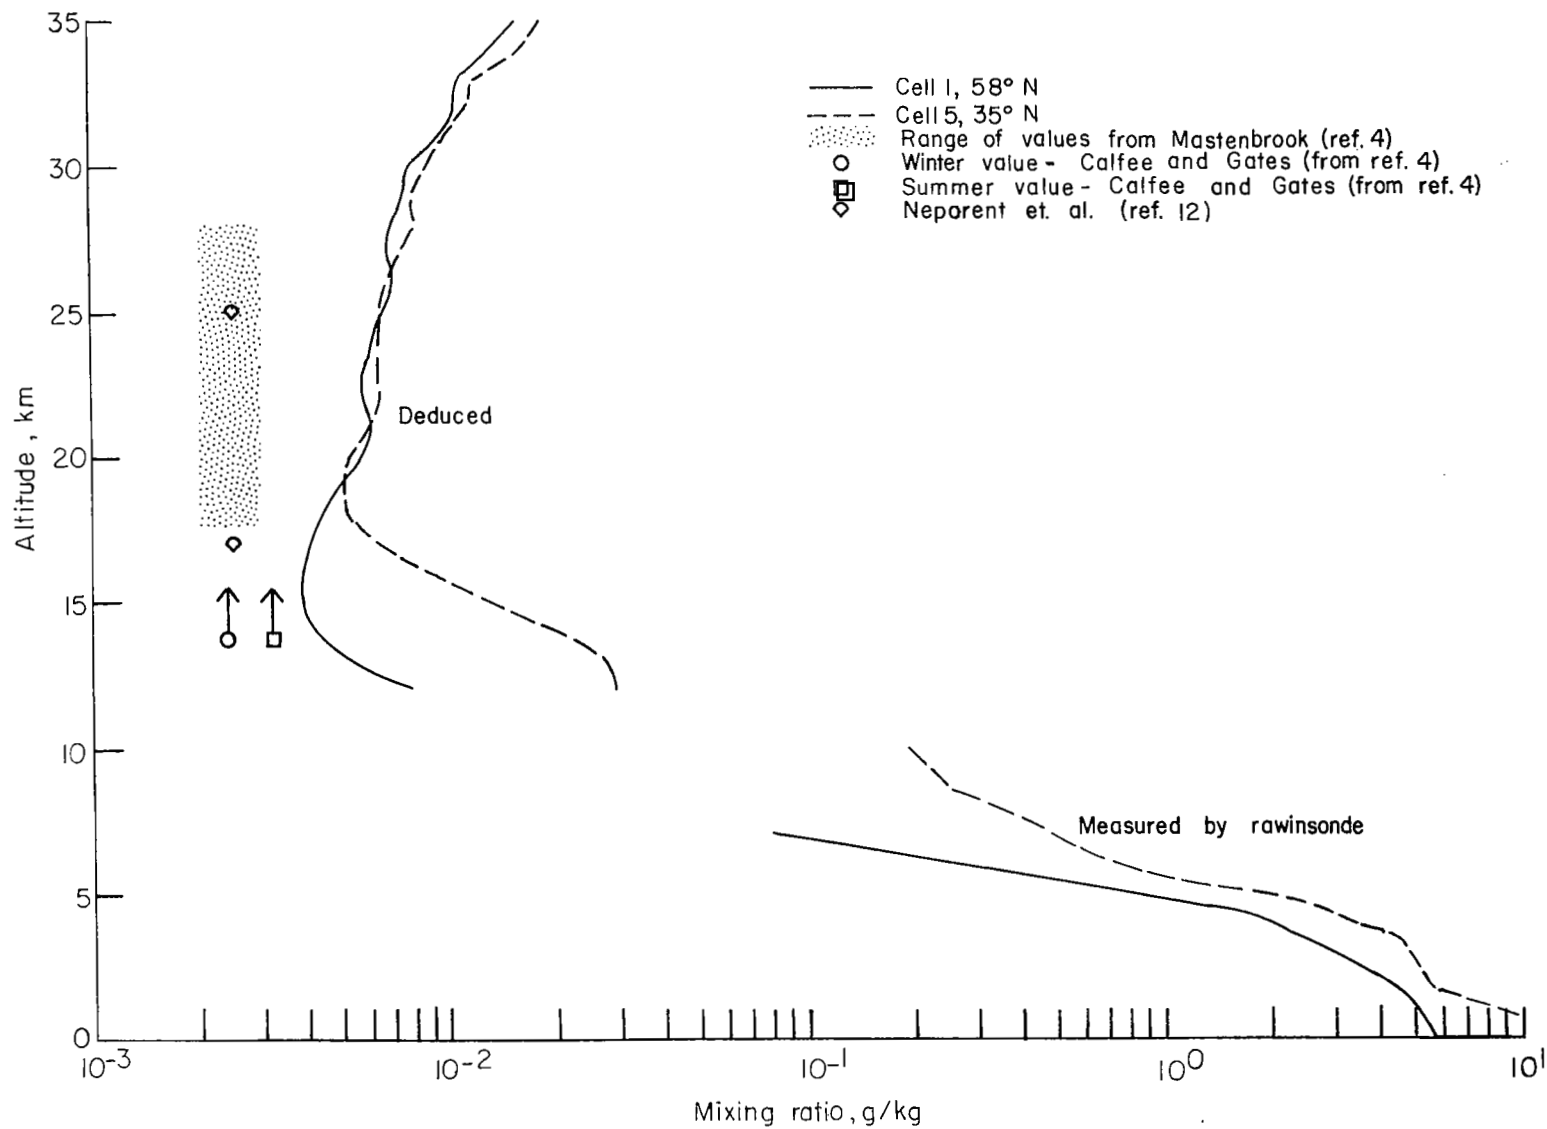 35
30
25
20
15
10
5
0
Altitude, km
Cell 1, 58° N
Cell 5, 35° N
Range of values from Mastenbrook (ref. 4)
Winter value - Calfee and Gates (from ref. 4)
Summer value - Calfee and Gates (from ref. 4)
Neporent et. al. (ref. 12)
Deduced
Measured by rawinsonde
10⁻³
10⁻²
10⁻¹
10⁰
10¹
Mixing ratio, g/kg